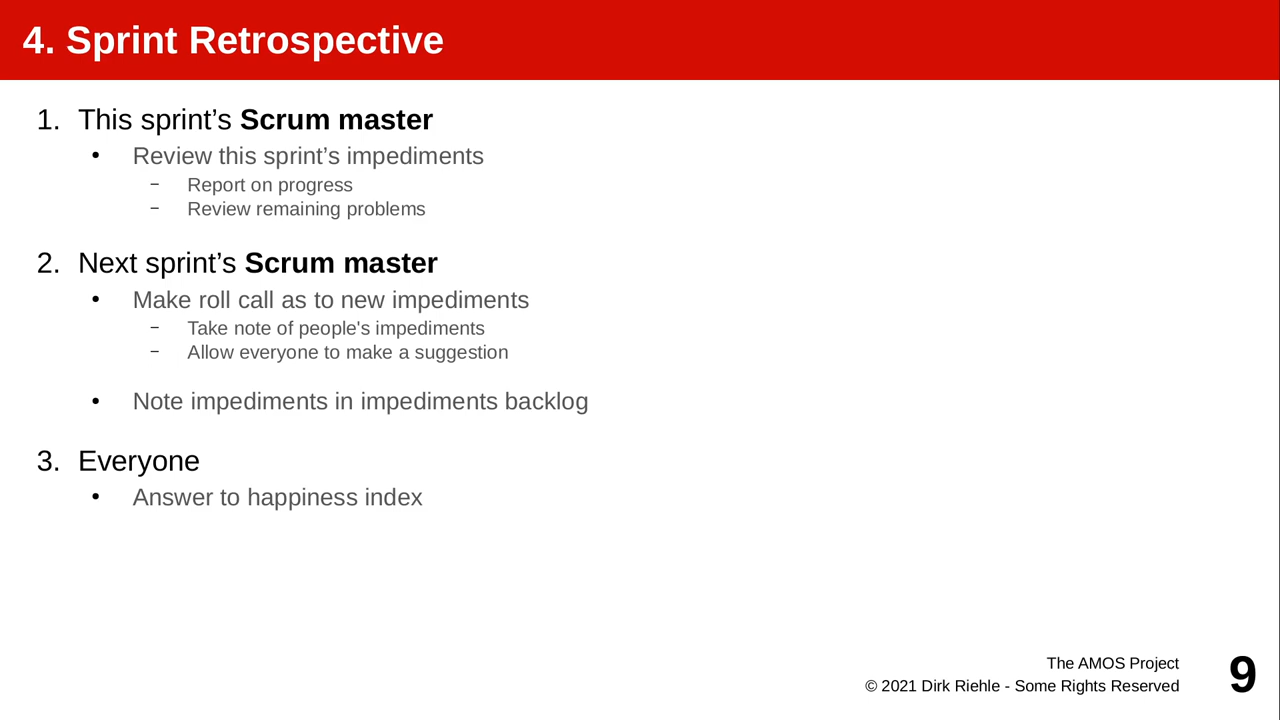 4. Sprint Retrospective
1. This sprint’s Scrum master
• Review this sprint’s impediments
– Report on progress
– Review remaining problems
2. Next sprint’s Scrum master
• Make roll call as to new impediments
– Take note of people's impediments
– Allow everyone to make a suggestion
• Note impediments in impediments backlog
3. Everyone
• Answer to happiness index
The AMOS Project
© 2021 Dirk Riehle - Some Rights Reserved
9